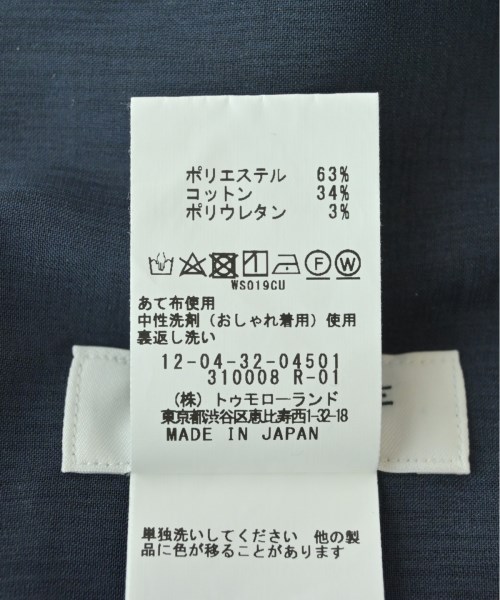 ポリエステル 63%
コットン 34%
ポリウレタン 3%
F W
WS019CU
あて布使用
中性洗剤（おしゃれ着用）使用
裏返し洗い
12-04-32-04501
310008 R-01
（株）トゥモローランド
東京都渋谷区恵比寿西1-32-18
MADE IN JAPAN
E
単独洗いしてください 他の製
品に色が移ることがあります